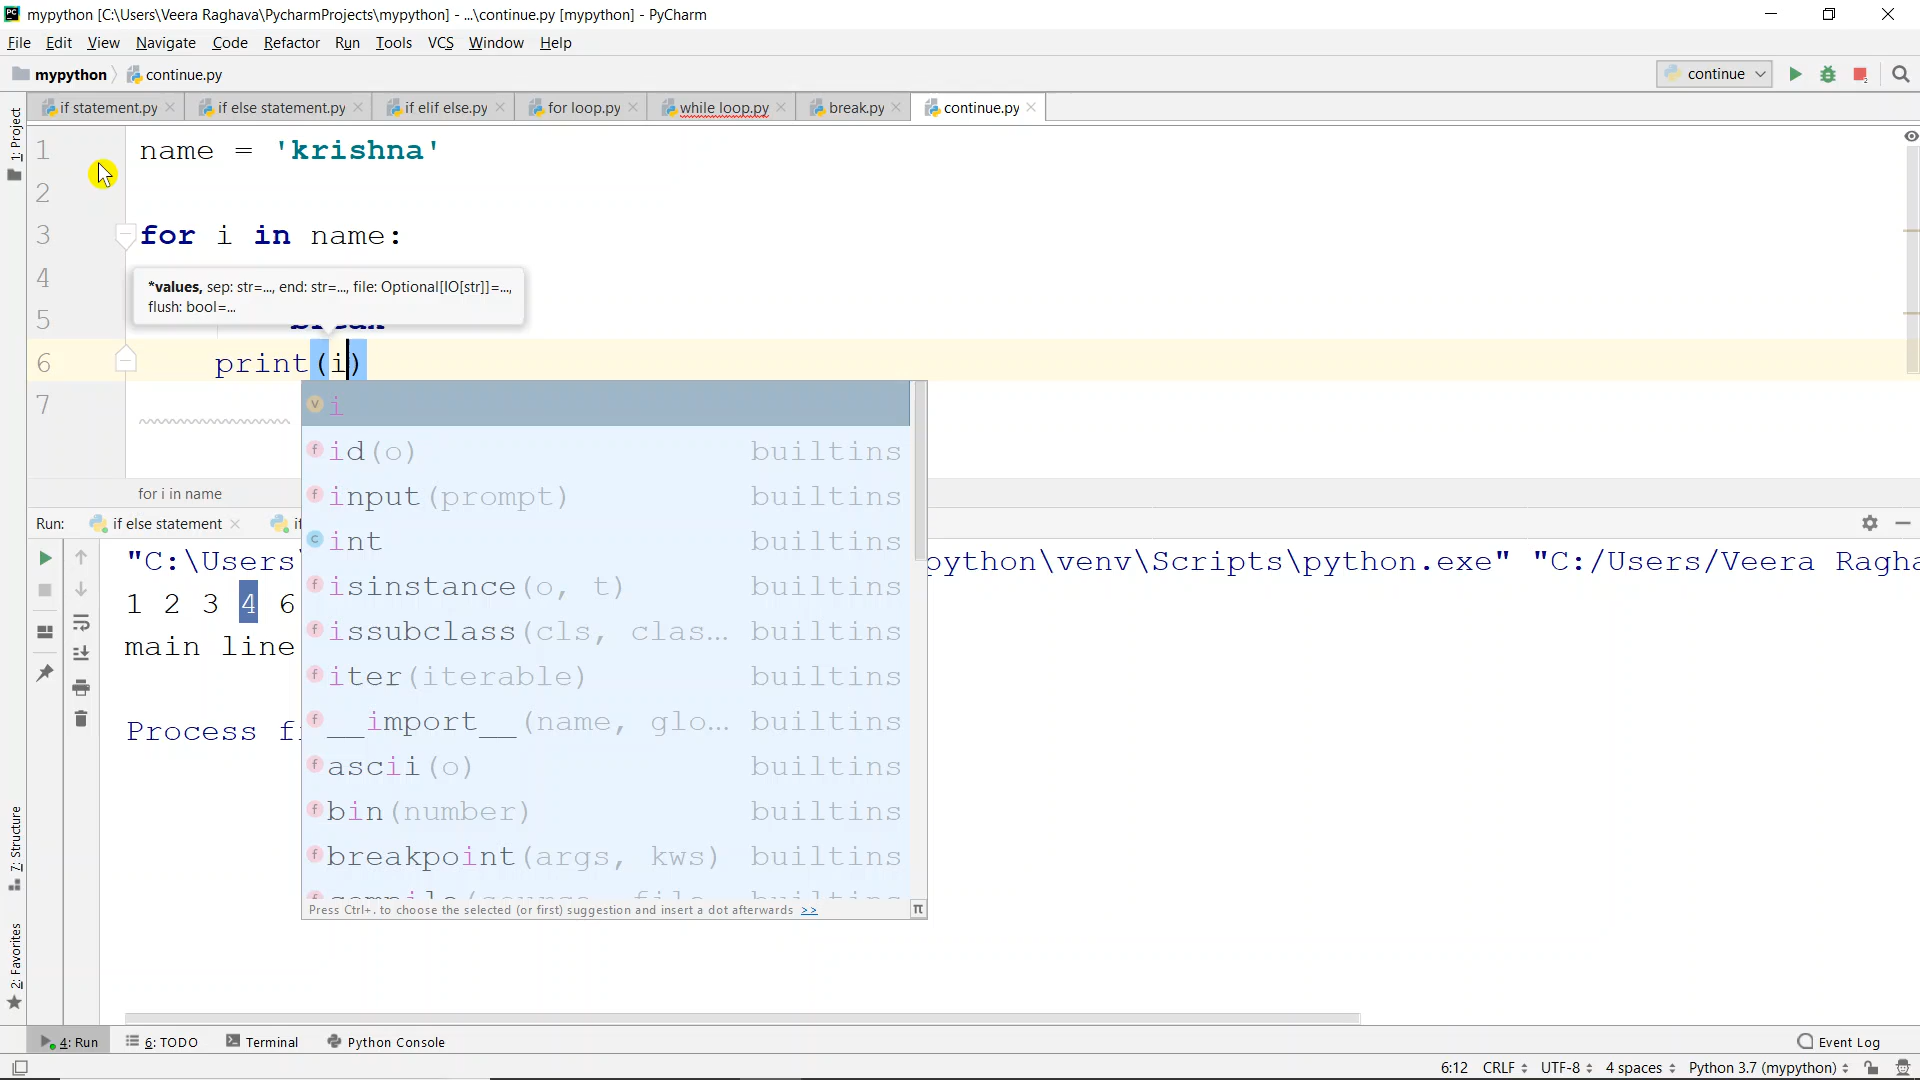 mypython [C:\Users\Veera Raghava\PycharmProjects\mypython] - ...\continue.py [mypython] - PyCharm
File Edit View Navigate Code Refactor Run Tools VCS Window Help
mypython continue.py
continue
if statement.py if else statement.py if elif else.py for loop.py while loop.py break.py continue.py
1: Project
1 name = 'krishna'
2
3 for i in name:
4
*values, sep: str=..., end: str=..., file: Optional[IO[str]]=...,
flush: bool=...
5 break
6 print(i)
7
i
id(o) builtins
input(prompt) builtins
int builtins
isinstance(o, t) builtins
issubclass(cls, clas... builtins
iter(iterable) builtins
__import__(name, glo... builtins
ascii(o) builtins
bin(number) builtins
breakpoint(args, kws) builtins
Press Ctrl+. to choose the selected (or first) suggestion and insert a dot afterwards >> π
for i in name
Run: if else statement
"C:\Users\ python\venv\Scripts\python.exe" "C:/Users/Veera Ragha
1 2 3 4 6
main line
Process fi
7: Structure
2: Favorites
4: Run 6: TODO Terminal Python Console Event Log
6:12 CRLF UTF-8 4 spaces Python 3.7 (mypython)